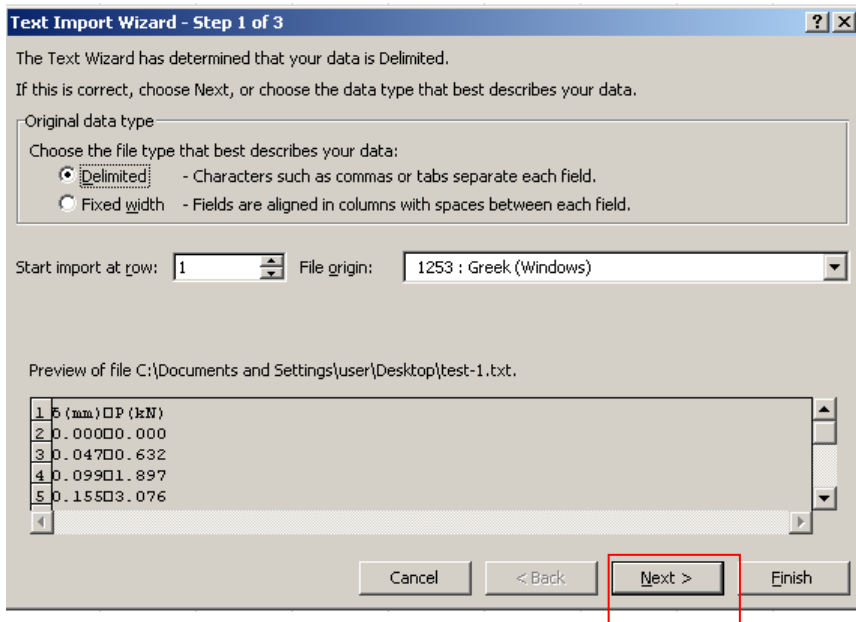 Text Import Wizard - Step 1 of 3
The Text Wizard has determined that your data is Delimited.
If this is correct, choose Next, or choose the data type that best describes your data.
Original data type
Choose the file type that best describes your data:
Delimited - Characters such as commas or tabs separate each field.
Fixed width - Fields are aligned in columns with spaces between each field.
Start import at row: 1 File origin: 1253 : Greek (Windows)
Preview of file C:\Documents and Settings\user\Desktop\test-1.txt.
1 δ(mm)□P(kN)
2 0.000□0.000
3 0.047□0.632
4 0.099□1.897
5 0.155□3.076
Cancel < Back Next > Finish